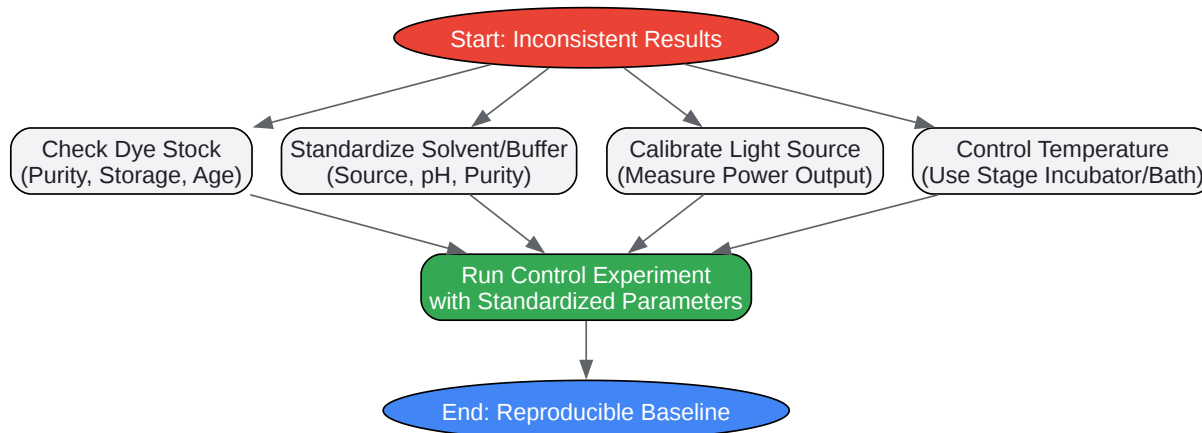 Start: Inconsistent Results
Check Dye Stock
(Purity, Storage, Age)
Standardize Solvent/Buffer
(Source, pH, Purity)
Calibrate Light Source
(Measure Power Output)
Control Temperature
(Use Stage Incubator/Bath)
Run Control Experiment
with Standardized Parameters
End: Reproducible Baseline